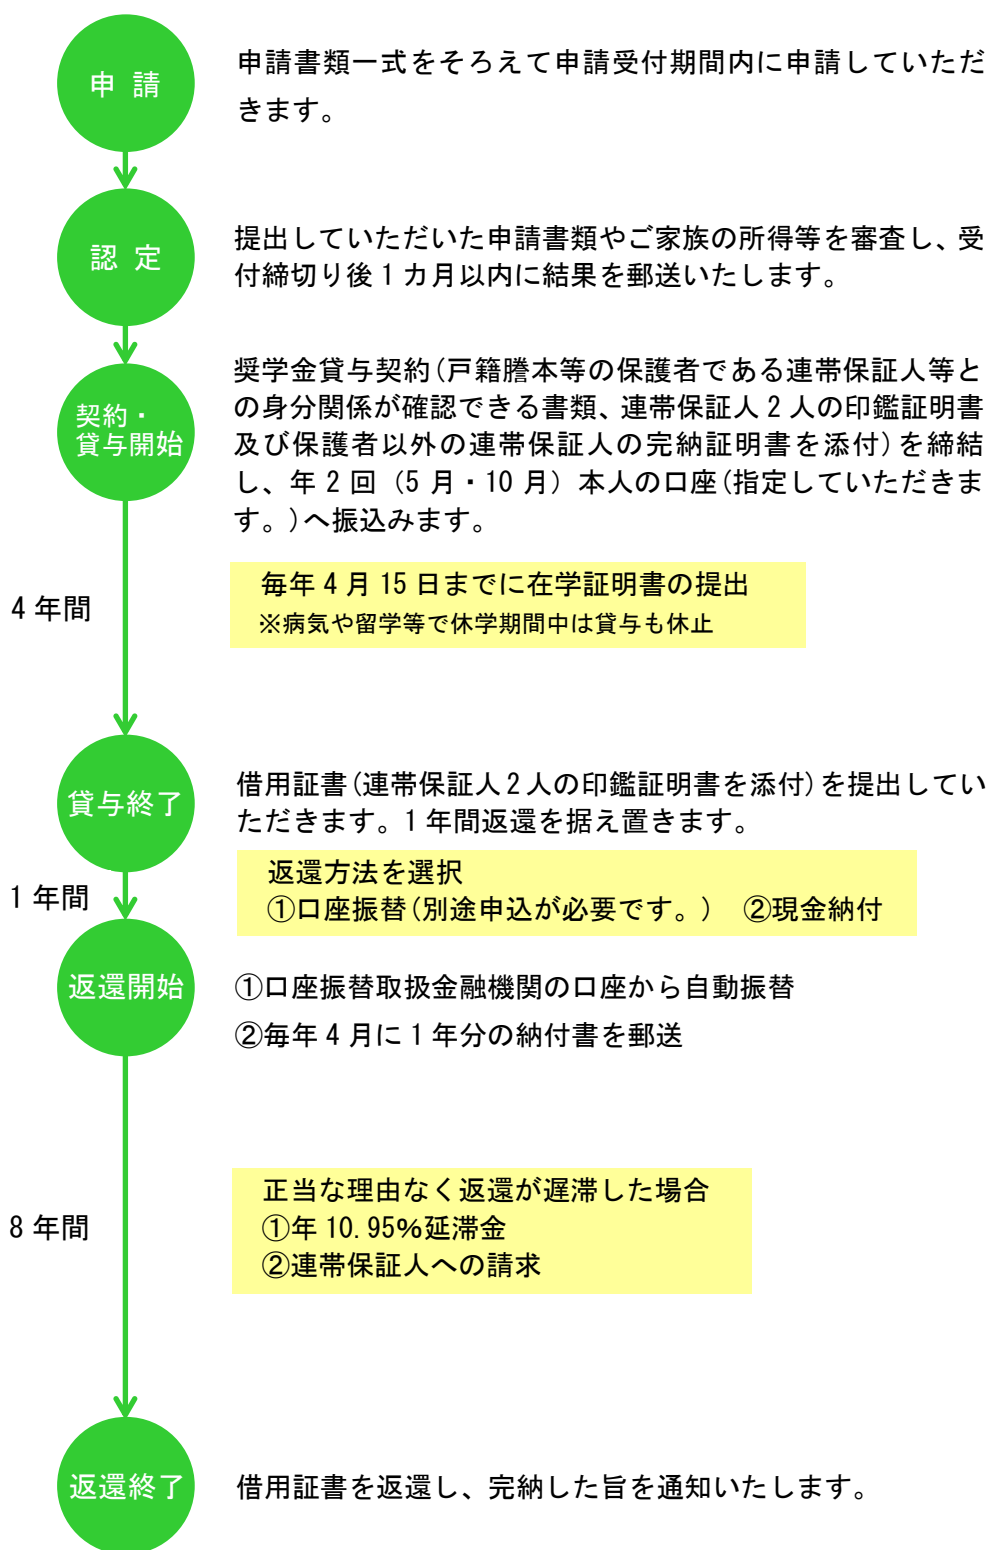 申 請
申請書類一式をそろえて申請受付期間内に申請していただ
きます。
認 定
提出していただいた申請書類やご家族の所得等を審査し、受
付締切り後 1 カ月以内に結果を郵送いたします。
契約・
貸与開始
奨学金貸与契約(戸籍謄本等の保護者である連帯保証人等と
の身分関係が確認できる書類、連帯保証人 2 人の印鑑証明書
及び保護者以外の連帯保証人の完納証明書を添付)を締結
し、年 2 回（5 月・10 月）本人の口座(指定していただきま
す。)へ振込みます。
4 年間
毎年 4 月 15 日までに在学証明書の提出
※病気や留学等で休学期間中は貸与も休止
貸与終了
借用証書(連帯保証人 2 人の印鑑証明書を添付)を提出してい
ただきます。1 年間返還を据え置きます。
1 年間
返還方法を選択
①口座振替(別途申込が必要です。) ②現金納付
返還開始
①口座振替取扱金融機関の口座から自動振替
②毎年 4 月に 1 年分の納付書を郵送
8 年間
正当な理由なく返還が遅滞した場合
①年 10.95％延滞金
②連帯保証人への請求
返還終了
借用証書を返還し、完納した旨を通知いたします。